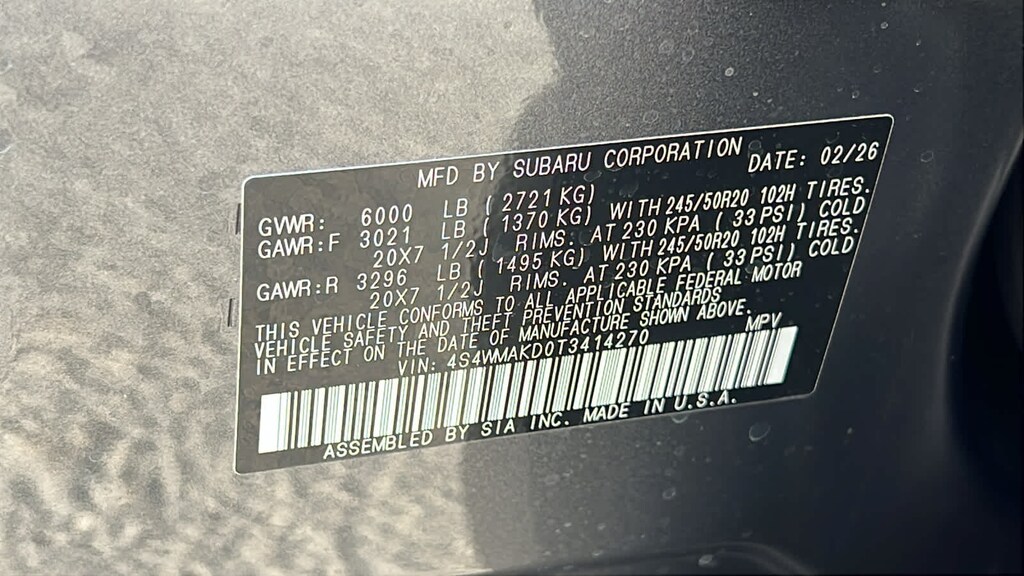 MFD BY SUBARU CORPORATION DATE: 02/26
GVWR: 6000 LB ( 2721 KG)
GAWR:F 3021 LB ( 1370 KG) WITH 245/50R20 102H TIRES.
20X7 1/2J RIMS. AT 230 KPA ( 33 PSI) COLD
GAWR:R 3296 LB ( 1495 KG) WITH 245/50R20 102H TIRES.
20X7 1/2J RIMS. AT 230 KPA ( 33 PSI) COLD
THIS VEHICLE CONFORMS TO ALL APPLICABLE FEDERAL MOTOR
VEHICLE SAFETY AND THEFT PREVENTION STANDARDS
IN EFFECT ON THE DATE OF MANUFACTURE SHOWN ABOVE.
VIN: 4S4WMAKD0T3414270 MPV
ASSEMBLED BY SIA INC. MADE IN U.S.A.